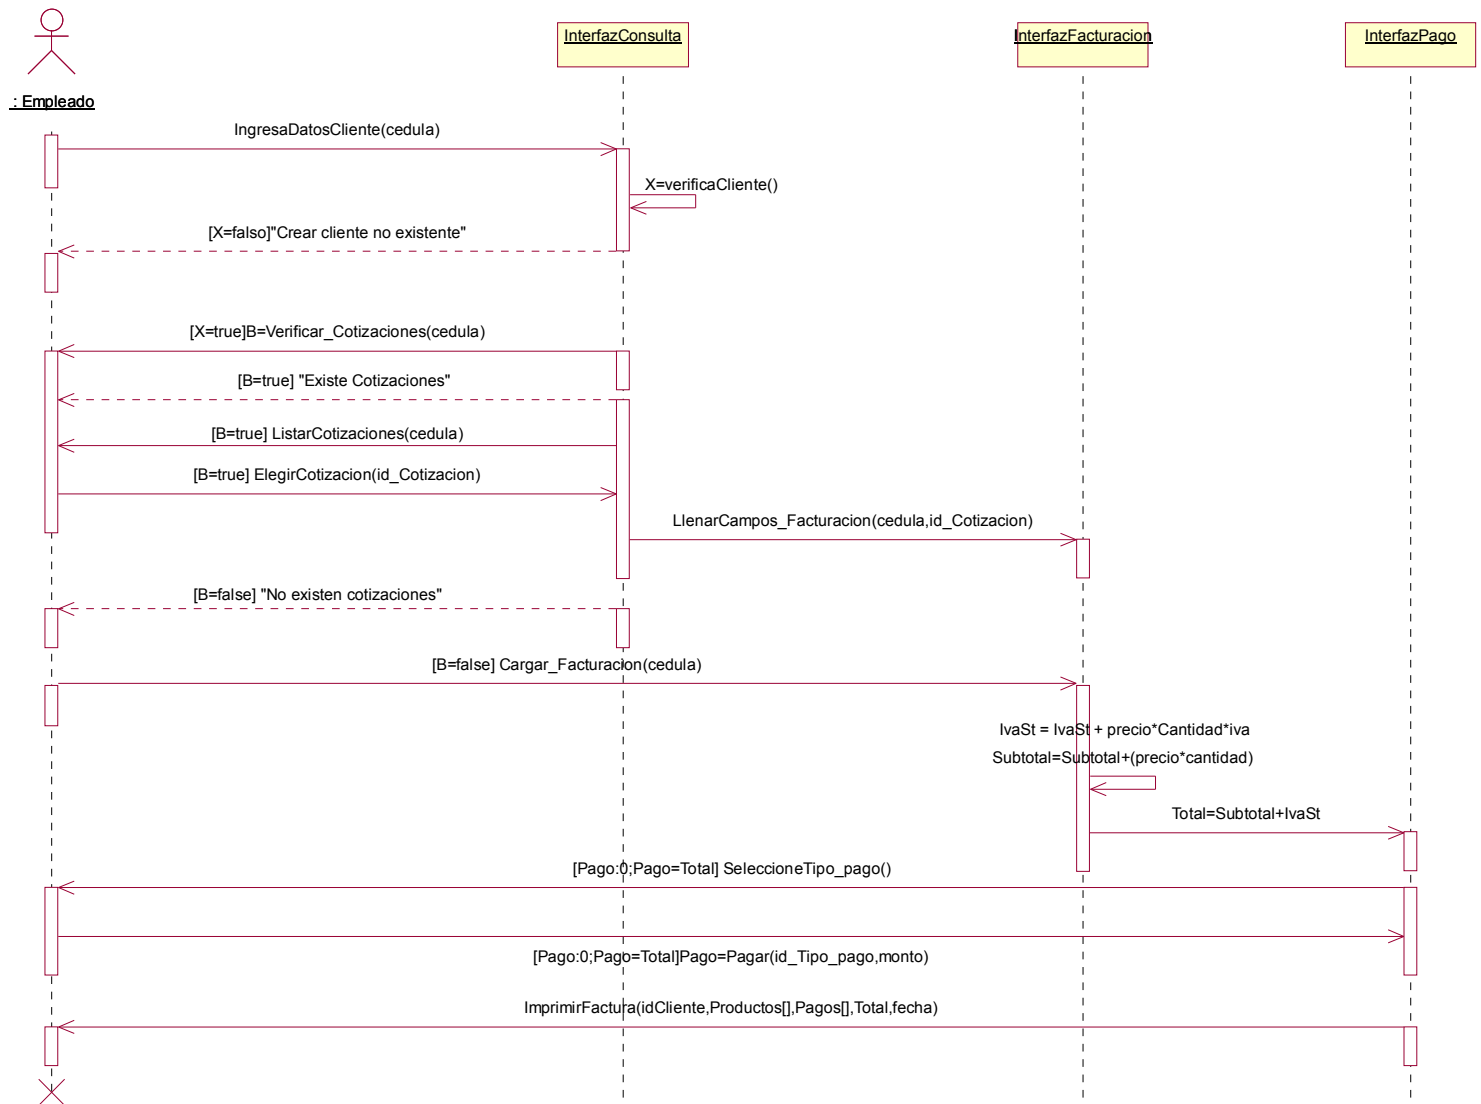 InterfazConsulta
InterfazFacturacion
InterfazPago
: Empleado
IngresaDatosCliente(cedula)
X=verificaCliente()
[X=falso]"Crear cliente no existente"
[X=true]B=Verificar_Cotizaciones(cedula)
[B=true] "Existe Cotizaciones"
[B=true] ListarCotizaciones(cedula)
[B=true] ElegirCotizacion(id_Cotizacion)
LlenarCampos_Facturacion(cedula,id_Cotizacion)
[B=false] "No existen cotizaciones"
[B=false] Cargar_Facturacion(cedula)
IvaSt = IvaSt + precio*Cantidad*iva
Subtotal=Subtotal+(precio*cantidad)
Total=Subtotal+IvaSt
[Pago:0;Pago=Total] SeleccioneTipo_pago()
[Pago:0;Pago=Total]Pago=Pagar(id_Tipo_pago,monto)
ImprimirFactura(idCliente,Productos[],Pagos[],Total,fecha)